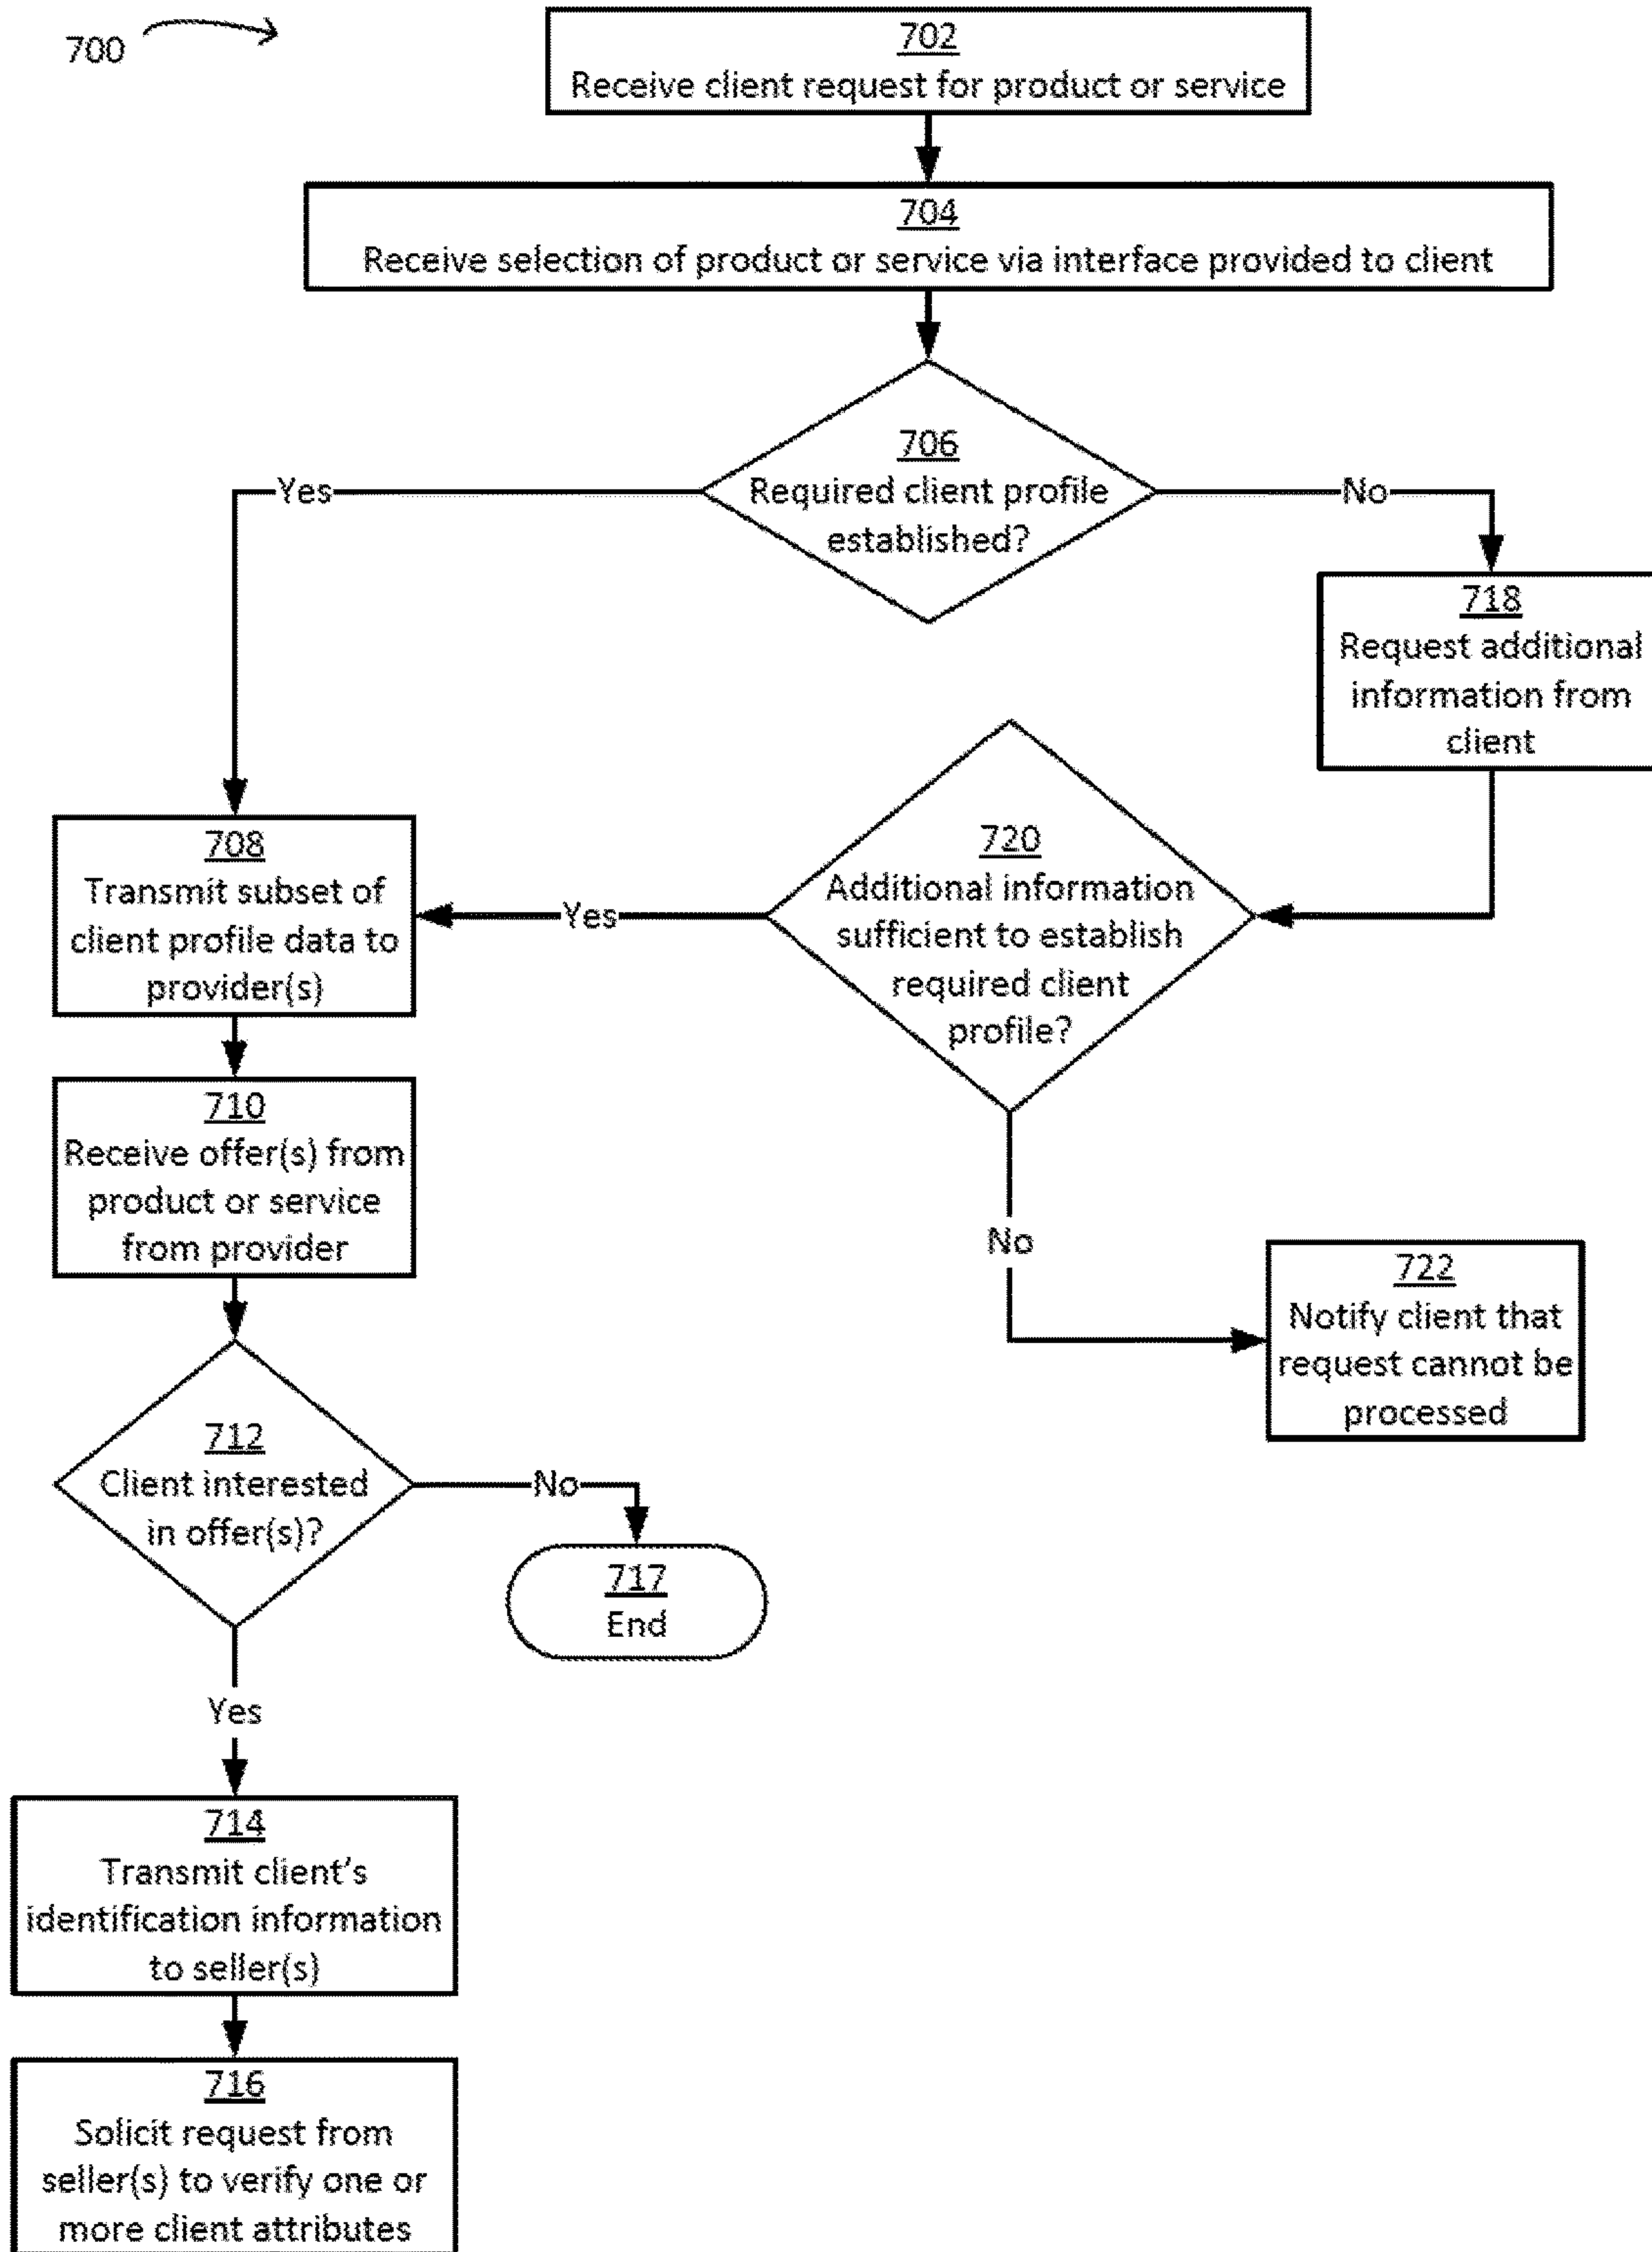 700
702
Receive client request for product or service
704
Receive selection of product or service via interface provided to client
706
Required client profile
established?
Yes
No
718
Request additional
information from
client
720
Additional information
sufficient to establish
required client
profile?
Yes
No
708
Transmit subset of
client profile data to
provider(s)
710
Receive offer(s) from
product or service
from provider
722
Notify client that
request cannot be
processed
712
Client interested
in offer(s)?
No
717
End
Yes
714
Transmit client's
identification information
to seller(s)
716
Solicit request from
seller(s) to verify one or
more client attributes